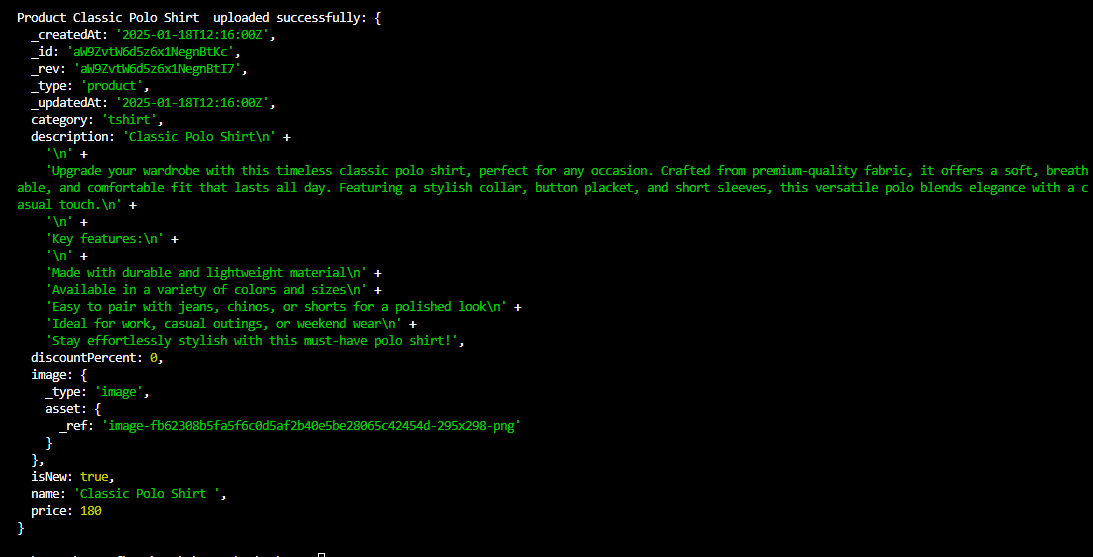 Product Classic Polo Shirt  uploaded successfully: {
  _createdAt: '2025-01-18T12:16:00Z',
  _id: 'aW9ZvtW6d5z6x1NegnBtKc',
  _rev: 'aW9ZvtW6d5z6x1NegnBtI7',
  _type: 'product',
  _updatedAt: '2025-01-18T12:16:00Z',
  category: 'tshirt',
  description: 'Classic Polo Shirt\n' +
    '\n' +
    'Upgrade your wardrobe with this timeless classic polo shirt, perfect for any occasion. Crafted from premium-quality fabric, it offers a soft, breath
able, and comfortable fit that lasts all day. Featuring a stylish collar, button placket, and short sleeves, this versatile polo blends elegance with a c
asual touch.\n' +
    '\n' +
    'Key features:\n' +
    '\n' +
    'Made with durable and lightweight material\n' +
    'Available in a variety of colors and sizes\n' +
    'Easy to pair with jeans, chinos, or shorts for a polished look\n' +
    'Ideal for work, casual outings, or weekend wear\n' +
    'Stay effortlessly stylish with this must-have polo shirt!',
  discountPercent: 0,
  image: {
    _type: 'image',
    asset: {
      _ref: 'image-fb62308b5fa5f6c0d5af2b40e5be28065c42454d-295x298-png'
    }
  },
  isNew: true,
  name: 'Classic Polo Shirt ',
  price: 180
}